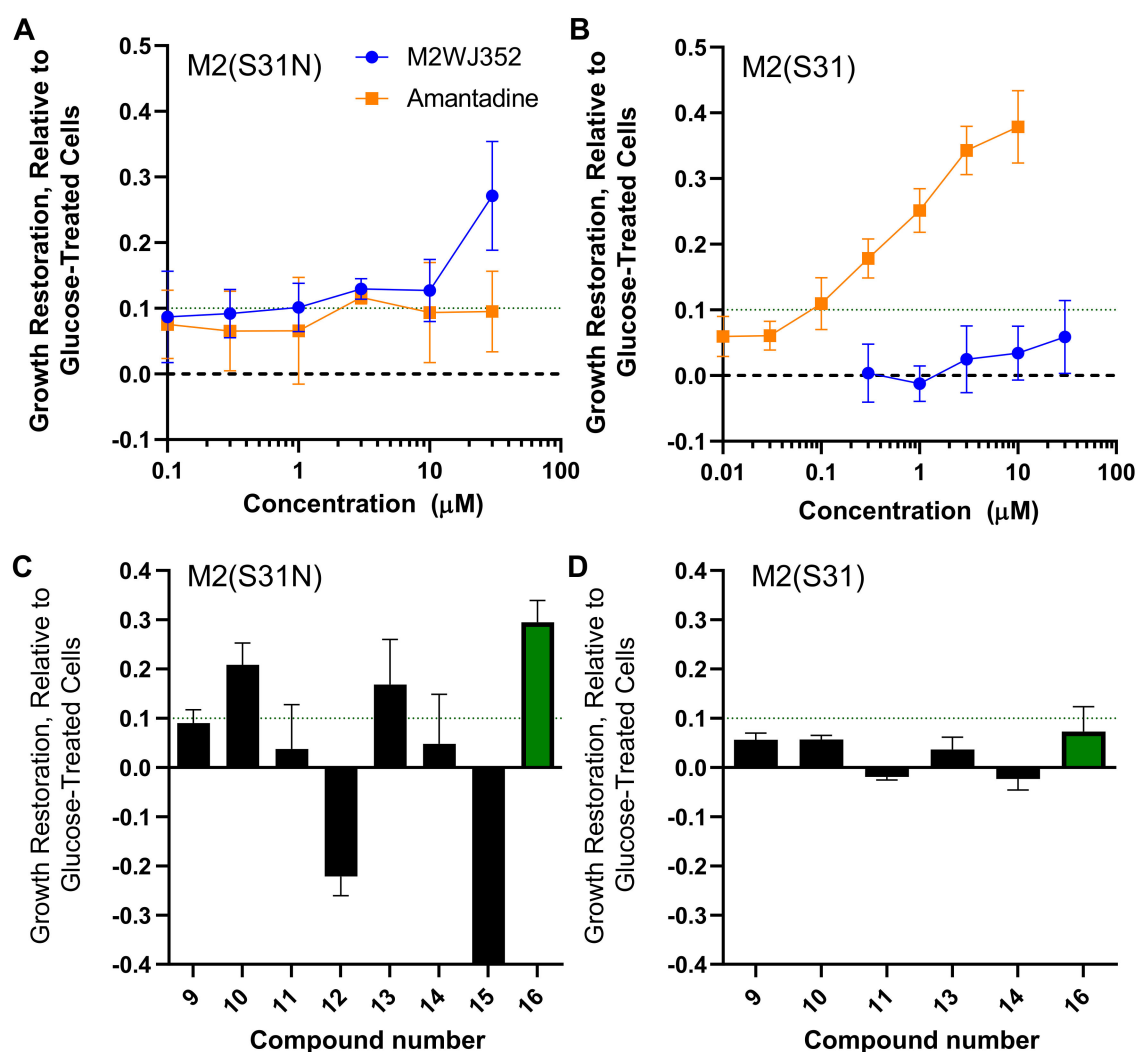 A
M2(S31N)
M2WJ352
Amantadine
Growth Restoration, Relative to
Glucose-Treated Cells
0.5
0.4
0.3
0.2
0.1
0.0
-0.1
0.1
1
10
100
Concentration (μM)
B
M2(S31)
Growth Restoration, Relative to
Glucose-Treated Cells
0.5
0.4
0.3
0.2
0.1
0.0
-0.1
0.01
0.1
1
10
100
Concentration (μM)
C
M2(S31N)
Growth Restoration, Relative to
Glucose-Treated Cells
0.4
0.3
0.2
0.1
0.0
-0.1
-0.2
-0.3
-0.4
9
10
11
12
13
14
15
16
Compound number
D
M2(S31)
Growth Restoration, Relative to
Glucose-Treated Cells
0.4
0.3
0.2
0.1
0.0
-0.1
-0.2
-0.3
-0.4
9
10
11
13
14
16
Compound number